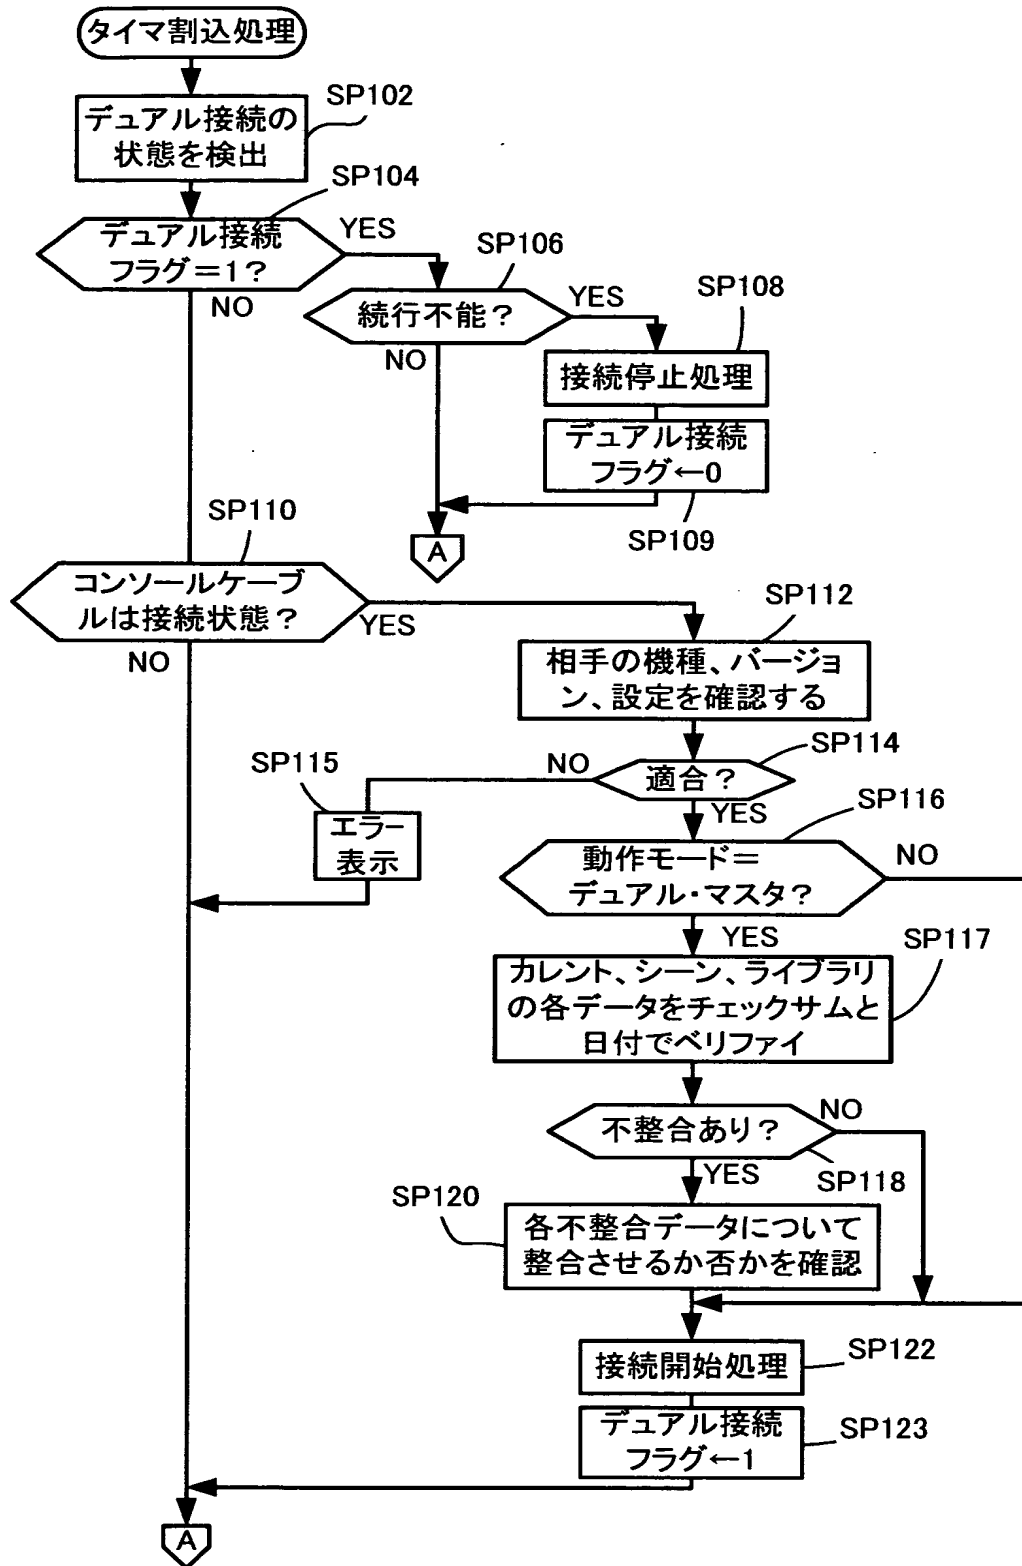 タイマ割込処理
SP102
デュアル接続の
状態を検出
SP104
デュアル接続
フラグ＝1？
YES
NO
SP106
続行不能？
YES
NO
SP108
接続停止処理
デュアル接続
フラグ←0
SP109
A
SP110
コンソールケーブ
ルは接続状態？
YES
NO
SP112
相手の機種、バージョ
ン、設定を確認する
SP114
適合？
NO
YES
SP115
エラー
表示
SP116
動作モード＝
デュアル・マスタ？
NO
YES
SP117
カレント、シーン、ライブラリ
の各データをチェックサムと
日付でベリファイ
不整合あり？
NO
YES
SP118
SP120
各不整合データについて
整合させるか否かを確認
接続開始処理
SP122
デュアル接続
フラグ←1
SP123
A